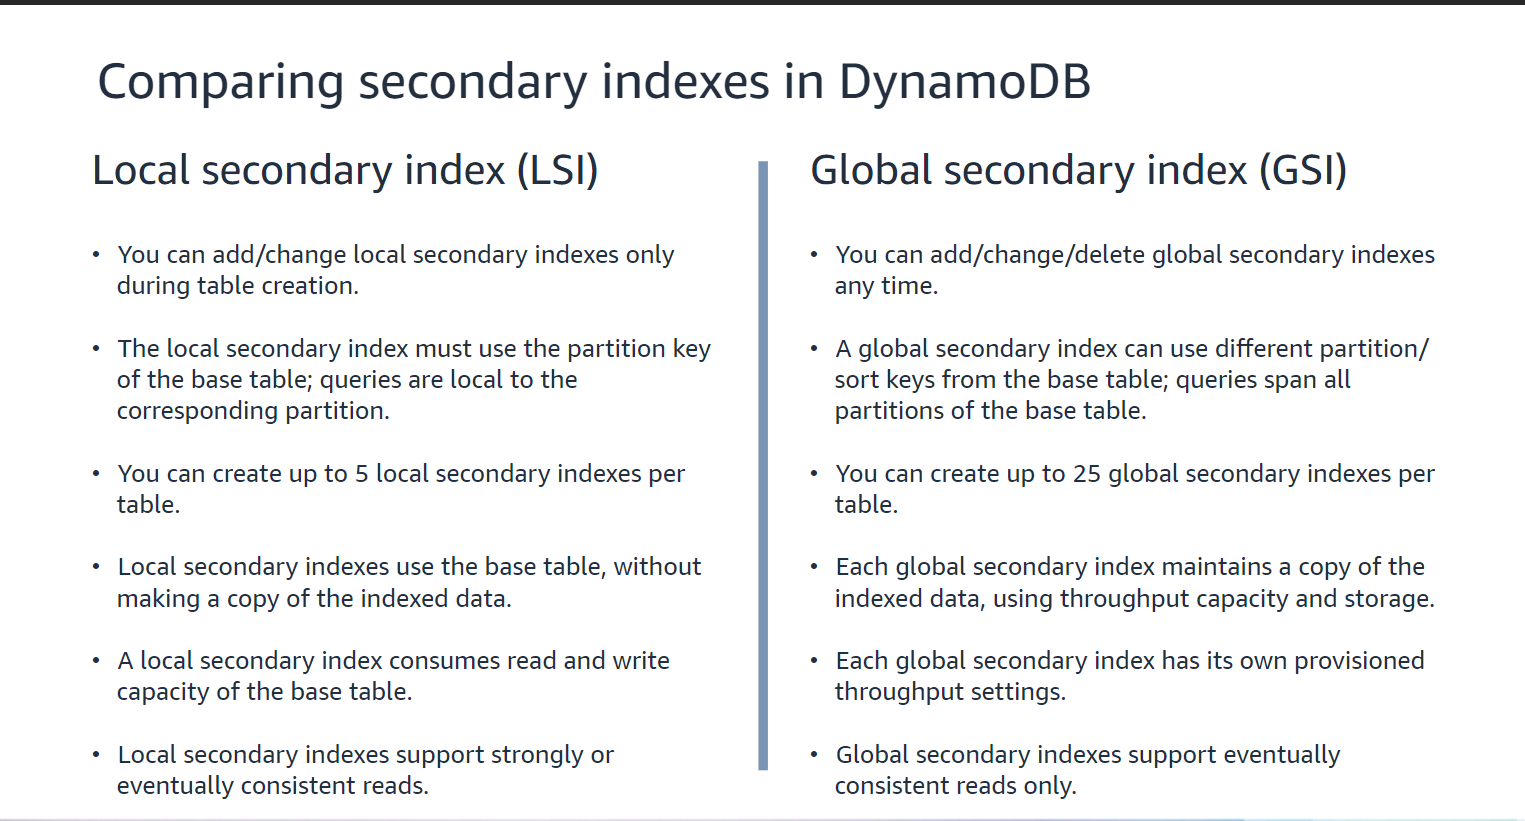 Comparing secondary indexes in DynamoDB
Local secondary index (LSI)
• You can add/change local secondary indexes only
during table creation.
• The local secondary index must use the partition key
of the base table; queries are local to the
corresponding partition.
• You can create up to 5 local secondary indexes per
table.
• Local secondary indexes use the base table, without
making a copy of the indexed data.
• A local secondary index consumes read and write
capacity of the base table.
• Local secondary indexes support strongly or
eventually consistent reads.
Global secondary index (GSI)
• You can add/change/delete global secondary indexes
any time.
• A global secondary index can use different partition/
sort keys from the base table; queries span all
partitions of the base table.
• You can create up to 25 global secondary indexes per
table.
• Each global secondary index maintains a copy of the
indexed data, using throughput capacity and storage.
• Each global secondary index has its own provisioned
throughput settings.
• Global secondary indexes support eventually
consistent reads only.